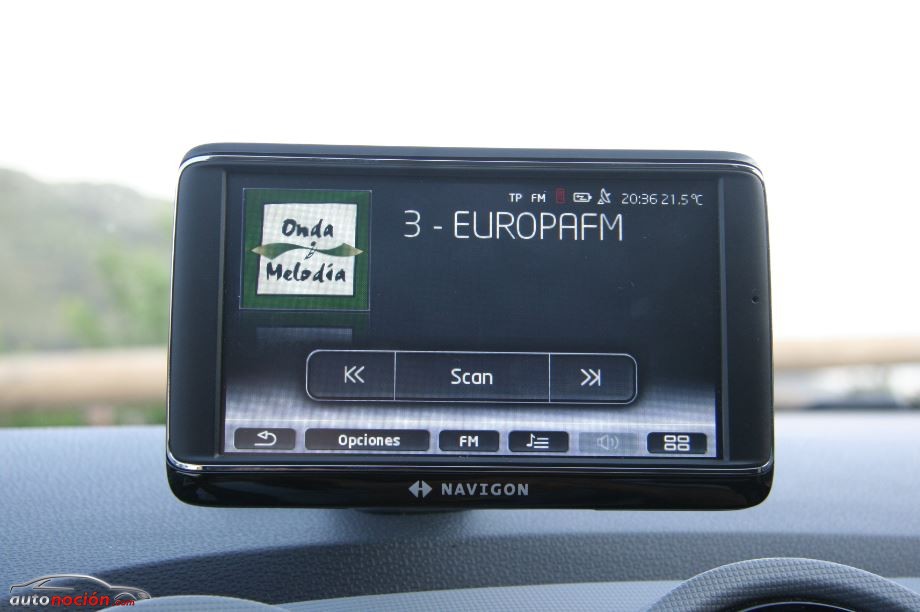 TP FM 20:36 21.5°C
Onda
y
Melodía
3 - EUROPAFM
Scan
Opciones FM
NAVIGON
autonoción.com